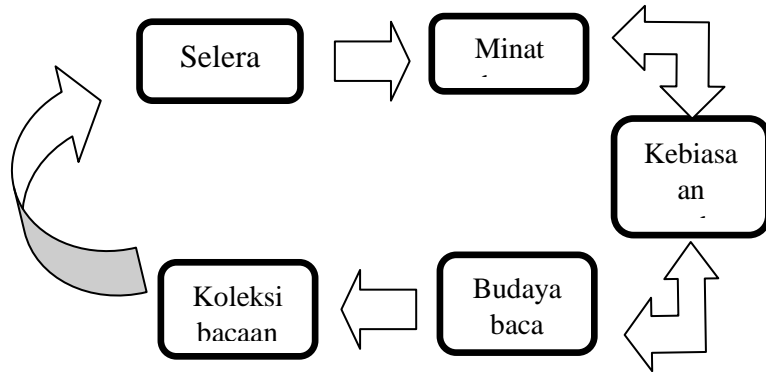 Selera
Minat
Kebiasa
an
Budaya
baca
Koleksi
bacaan